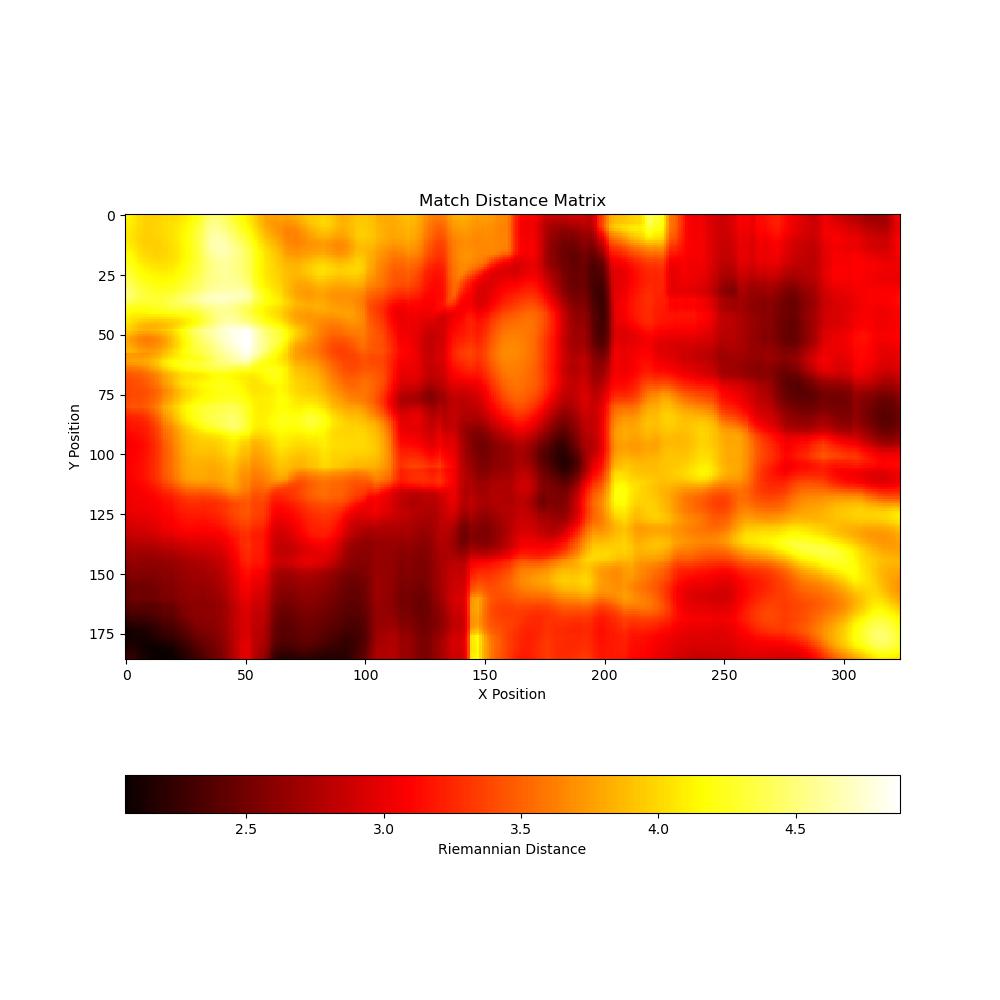 Match Distance Matrix
0
25
50
75
100
125
150
175
Y Position
0 50 100 150 200 250 300
X Position
2.5 3.0 3.5 4.0 4.5
Riemannian Distance